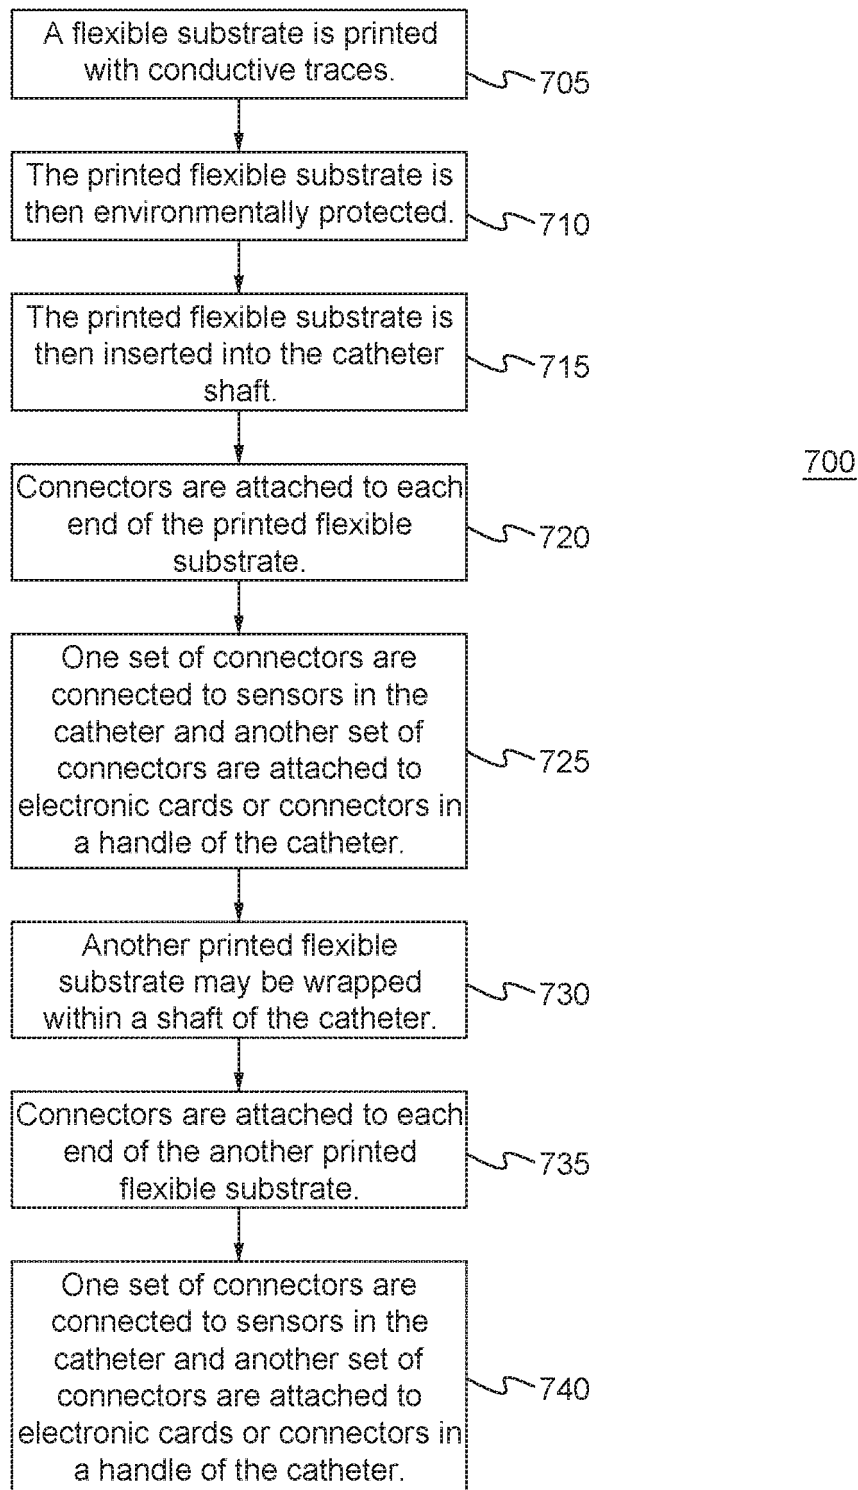 A flexible substrate is printed
with conductive traces.
705
The printed flexible substrate is
then environmentally protected.
710
The printed flexible substrate is
then inserted into the catheter
shaft.
715
700
Connectors are attached to each
end of the printed flexible
substrate.
720
One set of connectors are
connected to sensors in the
catheter and another set of
connectors are attached to
electronic cards or connectors in
a handle of the catheter.
725
Another printed flexible
substrate may be wrapped
within a shaft of the catheter.
730
Connectors are attached to each
end of the another printed
flexible substrate.
735
One set of connectors are
connected to sensors in the
catheter and another set of
connectors are attached to
electronic cards or connectors in
a handle of the catheter.
740